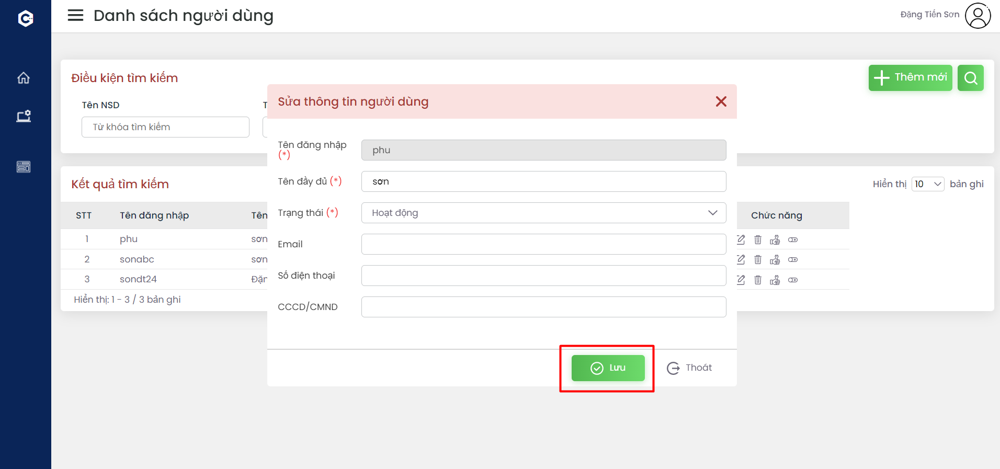 Danh sách người dùng
Đặng Tiến Sơn
Điều kiện tìm kiếm
Thêm mới
Tên NSD
T
Từ khóa tìm kiếm
Sửa thông tin người dùng
Tên đăng nhập
(*)
phu
Tên đầy đủ (*)
sơn
Trạng thái (*)
Hoạt động
Email
Số điện thoại
CCCD/CMND
Lưu
Thoát
Kết quả tìm kiếm
Hiển thị 10 bản ghi
STT Tên đăng nhập Tên Chức năng
1 phu sơn
2 sonabc sơn
3 sondt24 Đặn
Hiển thị: 1 - 3 / 3 bản ghi